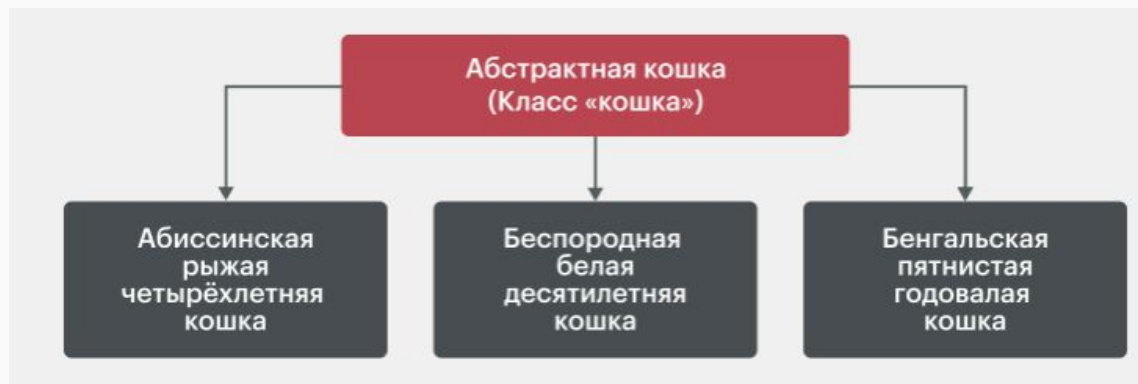 Абстрактная кошка
(Класс «кошка»)
Абиссинская
рыжая
четырёхлетняя
кошка
Беспородная
белая
десятилетняя
кошка
Бенгальская
пятнистая
годовалая
кошка